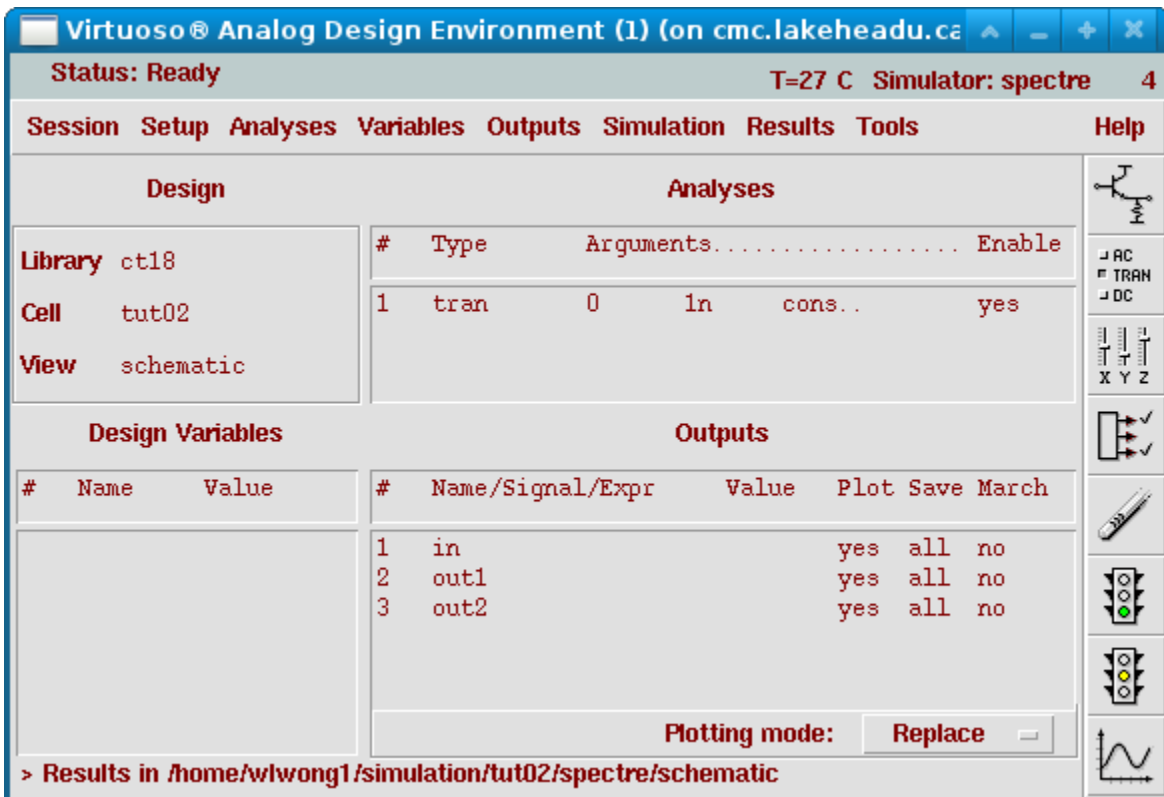 Virtuoso® Analog Design Environment (1) (on cmc.lakeheadu.ca
Status: Ready
T=27 C Simulator: spectre 4
Session Setup Analyses Variables Outputs Simulation Results Tools Help
Design
Library ct18
Cell tut02
View schematic
Analyses
# Type Arguments................... Enable
1 tran 0 1n cons.. yes
AC
TRAN
DC
X Y Z
Design Variables
# Name Value
Outputs
# Name/Signal/Expr Value Plot Save March
1 in yes all no
2 out1 yes all no
3 out2 yes all no
Plotting mode: Replace
> Results in /home/wlwong1/simulation/tut02/spectre/schematic